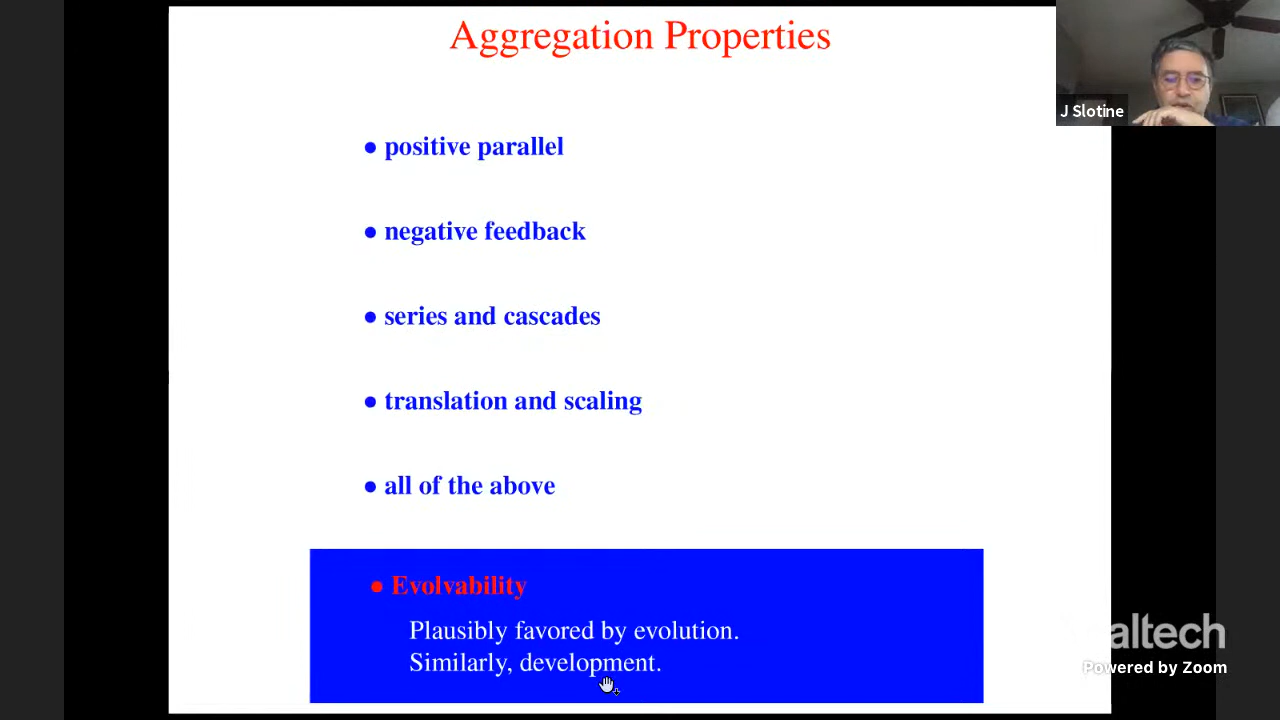 Aggregation Properties
J Slotine
● positive parallel
● negative feedback
● series and cascades
● translation and scaling
● all of the above
● Evolvability
Plausibly favored by evolution.
Similarly, development.
altech
Powered by Zoom